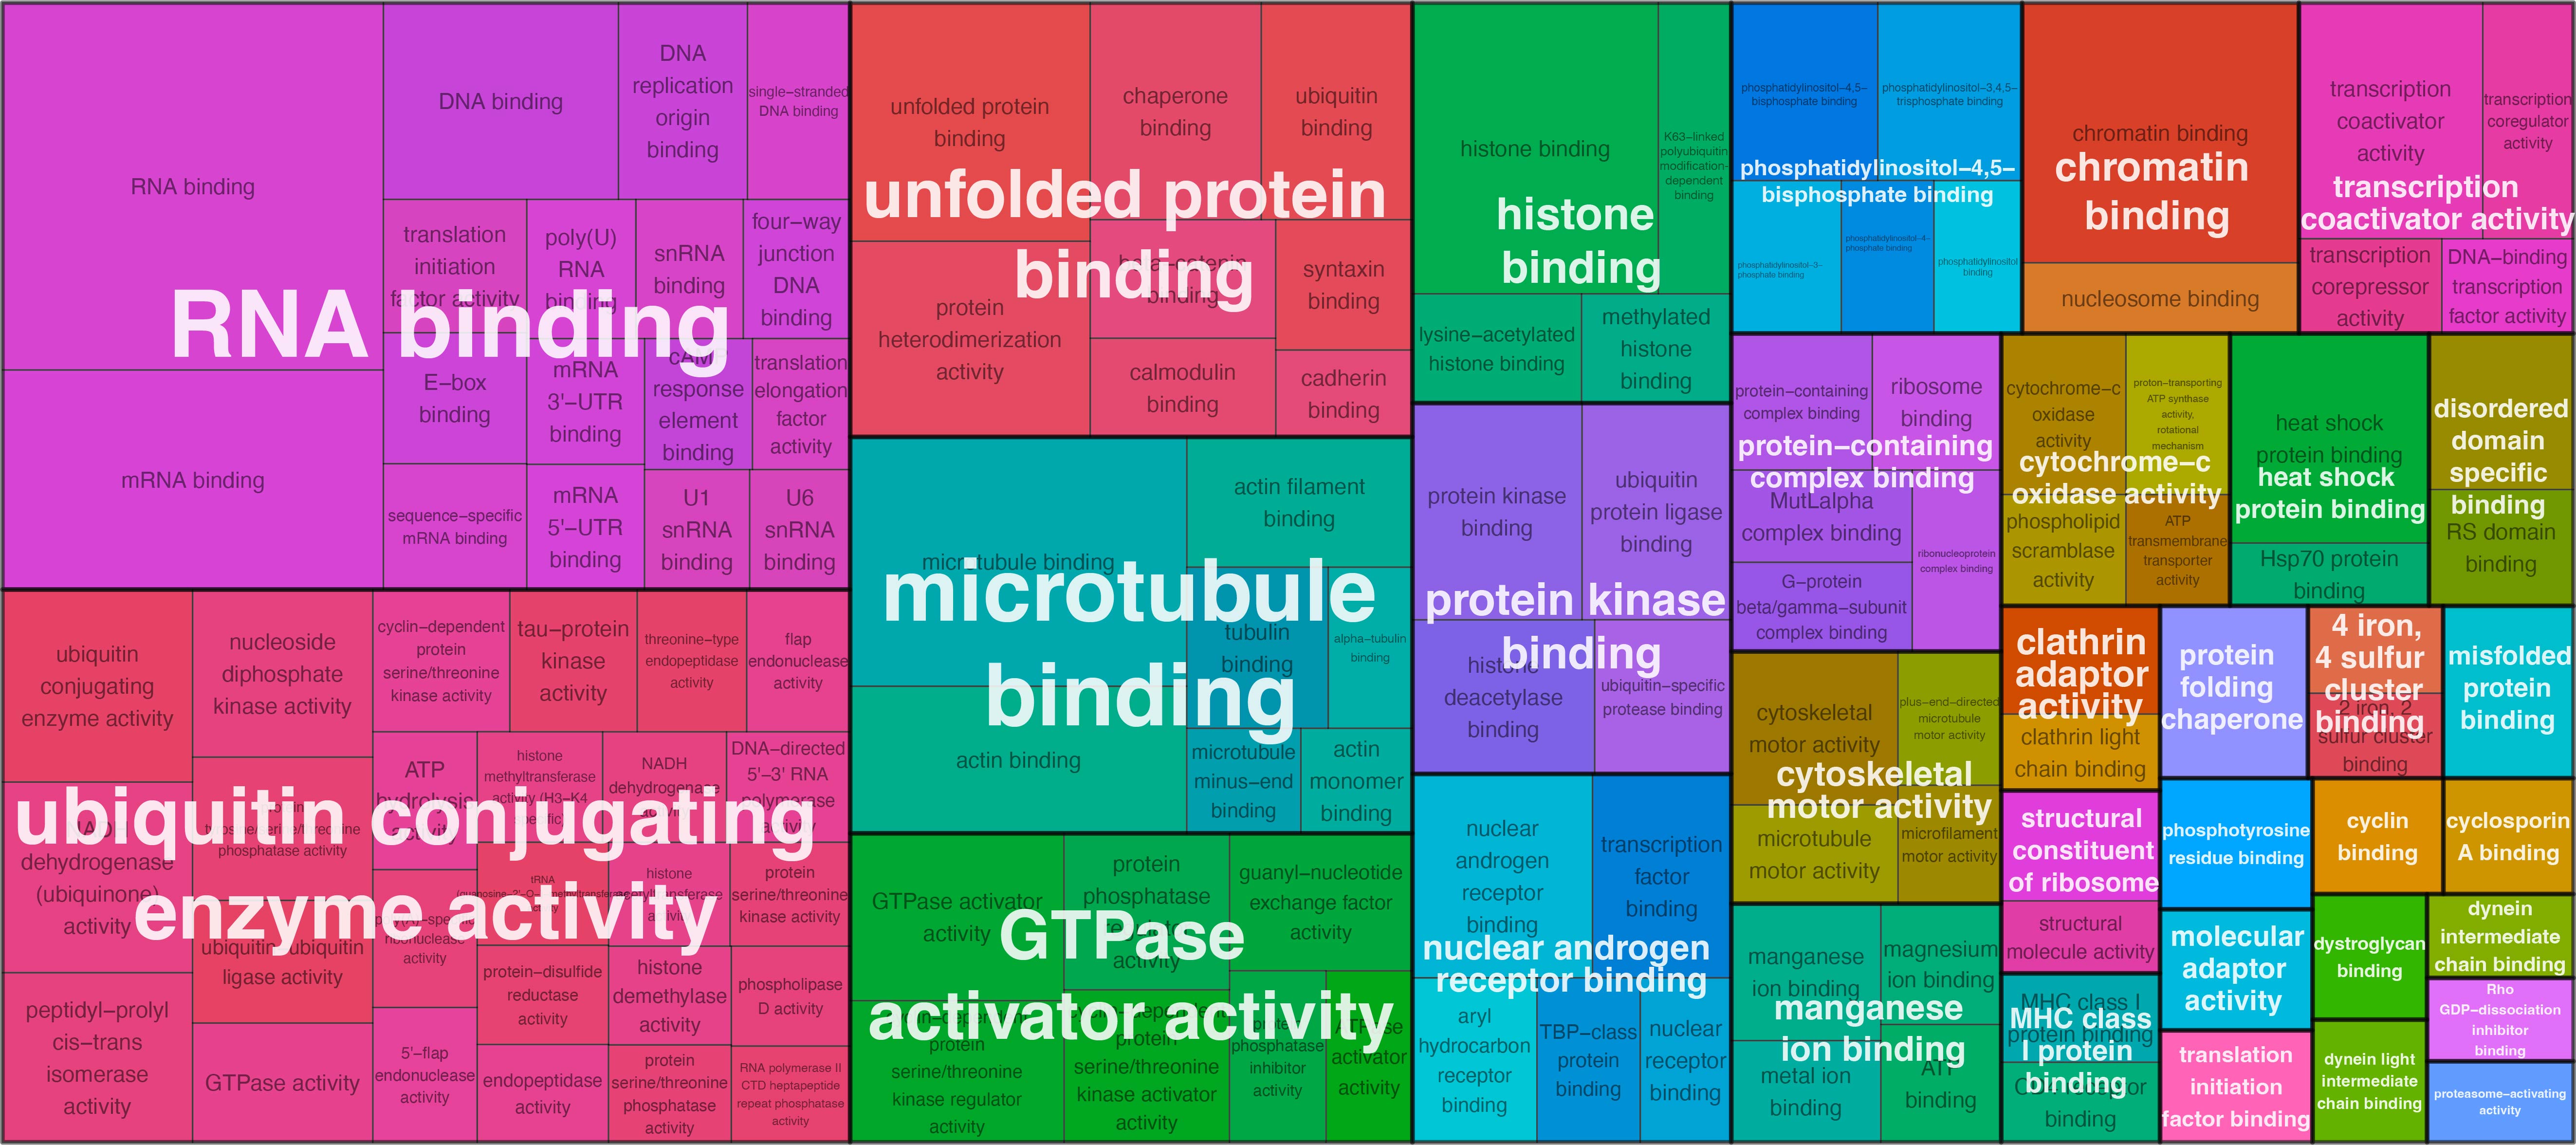 RNA binding
mRNA binding
DNA binding
DNA
replication
origin
binding
single−stranded
DNA binding
translation
initiation
factor activity
poly(U)
RNA
binding
snRNA
binding
four−way
junction
DNA
binding
E−box
binding
mRNA
3'−UTR
binding
cAMP
response
element
binding
translation
elongation
factor
activity
sequence−specific
mRNA binding
mRNA
5'−UTR
binding
U1
snRNA
binding
U6
snRNA
binding
RNA binding
ubiquitin
conjugating
enzyme activity
NADH
dehydrogenase
(ubiquinone)
activity
peptidyl−prolyl
cis−trans
isomerase
activity
nucleoside
diphosphate
kinase activity
protein
tyrosine/serine/threonine
phosphatase activity
ubiquitin−ubiquitin
ligase activity
GTPase activity
cyclin−dependent
protein
serine/threonine
kinase activity
tau−protein
kinase
activity
threonine−type
endopeptidase
activity
flap
endonuclease
activity
ATP
hydrolysis
activity
histone
methyltransferase
activity (H3−K4
specific)
NADH
dehydrogenase
activity
DNA−directed
5'−3' RNA
polymerase
activity
poly(A)−specific
ribonuclease
activity
tRNA
activity
histone
acetyltransferase
activity
protein
serine/threonine
kinase activity
protein−disulfide
reductase
activity
histone
demethylase
activity
phospholipase
D activity
5'−flap
endonuclease
activity
endopeptidase
activity
protein
serine/threonine
phosphatase
activity
RNA polymerase II
CTD heptapeptide
repeat phosphatase
activity
ubiquitin conjugating
enzyme activity
unfolded protein
binding
chaperone
binding
ubiquitin
binding
protein
heterodimerization
activity
beta−catenin
binding
syntaxin
binding
calmodulin
binding
cadherin
binding
unfolded protein
binding
microtubule binding
actin filament
binding
tubulin
binding
alpha−tubulin
binding
actin binding
microtubule
minus−end
binding
actin
monomer
binding
microtubule
binding
GTPase activator
activity
protein
phosphatase
regulator
activity
guanyl−nucleotide
exchange factor
activity
cyclin−dependent
protein
serine/threonine
kinase regulator
activity
cyclin−dependent
protein
serine/threonine
kinase activator
activity
protein
phosphatase
inhibitor
activity
ATPase
activator
activity
GTPase
activator activity
histone binding
K63−linked
polyubiquitin
modification−
dependent
binding
lysine−acetylated
histone binding
methylated
histone
binding
histone
binding
protein kinase
binding
ubiquitin
protein ligase
binding
histone
deacetylase
binding
ubiquitin−specific
protease binding
protein kinase
binding
nuclear
androgen
receptor
binding
transcription
factor
binding
aryl
hydrocarbon
receptor
binding
TBP−class
protein
binding
nuclear
receptor
binding
nuclear androgen
receptor binding
phosphatidylinositol−4,5−
bisphosphate binding
phosphatidylinositol−3,4,5−
trisphosphate binding
phosphatidylinositol−3−
phosphate binding
phosphatidylinositol−4−
phosphate binding
phosphatidylinositol
binding
phosphatidylinositol−4,5−
bisphosphate binding
chromatin binding
nucleosome binding
chromatin
binding
transcription
coactivator
activity
transcription
coregulator
activity
transcription
corepressor
activity
DNA−binding
transcription
factor activity
transcription
coactivator activity
protein−containing
complex binding
ribosome
binding
MutLalpha
complex binding
ribonucleoprotein
complex binding
G−protein
beta/gamma−subunit
complex binding
protein−containing
complex binding
cytochrome−c
oxidase
activity
proton−transporting
ATP synthase
activity,
rotational
mechanism
phospholipid
scramblase
activity
ATP
transmembrane
transporter
activity
cytochrome−c
oxidase activity
heat shock
protein binding
Hsp70 protein
binding
heat shock
protein binding
disordered
domain
specific
binding
RS domain
binding
cytoskeletal
motor activity
plus−end−directed
microtubule
motor activity
microtubule
motor activity
microfilament
motor activity
cytoskeletal
motor activity
manganese
ion binding
magnesium
ion binding
metal ion
binding
ATP
binding
manganese
ion binding
clathrin
adaptor
activity
clathrin light
chain binding
protein
folding
chaperone
4 iron,
4 sulfur
cluster
binding
2 iron, 2
sulfur cluster
binding
misfolded
protein
binding
structural
constituent
of ribosome
structural
molecule activity
phosphotyrosine
residue binding
cyclin
binding
cyclosporin
A binding
MHC class I
protein binding
binding
MHC class
I protein
binding
molecular
adaptor
activity
translation
initiation
factor binding
dystroglycan
binding
dynein light
intermediate
chain binding
dynein
intermediate
chain binding
Rho
GDP−dissociation
inhibitor
binding
proteasome−activating
activity